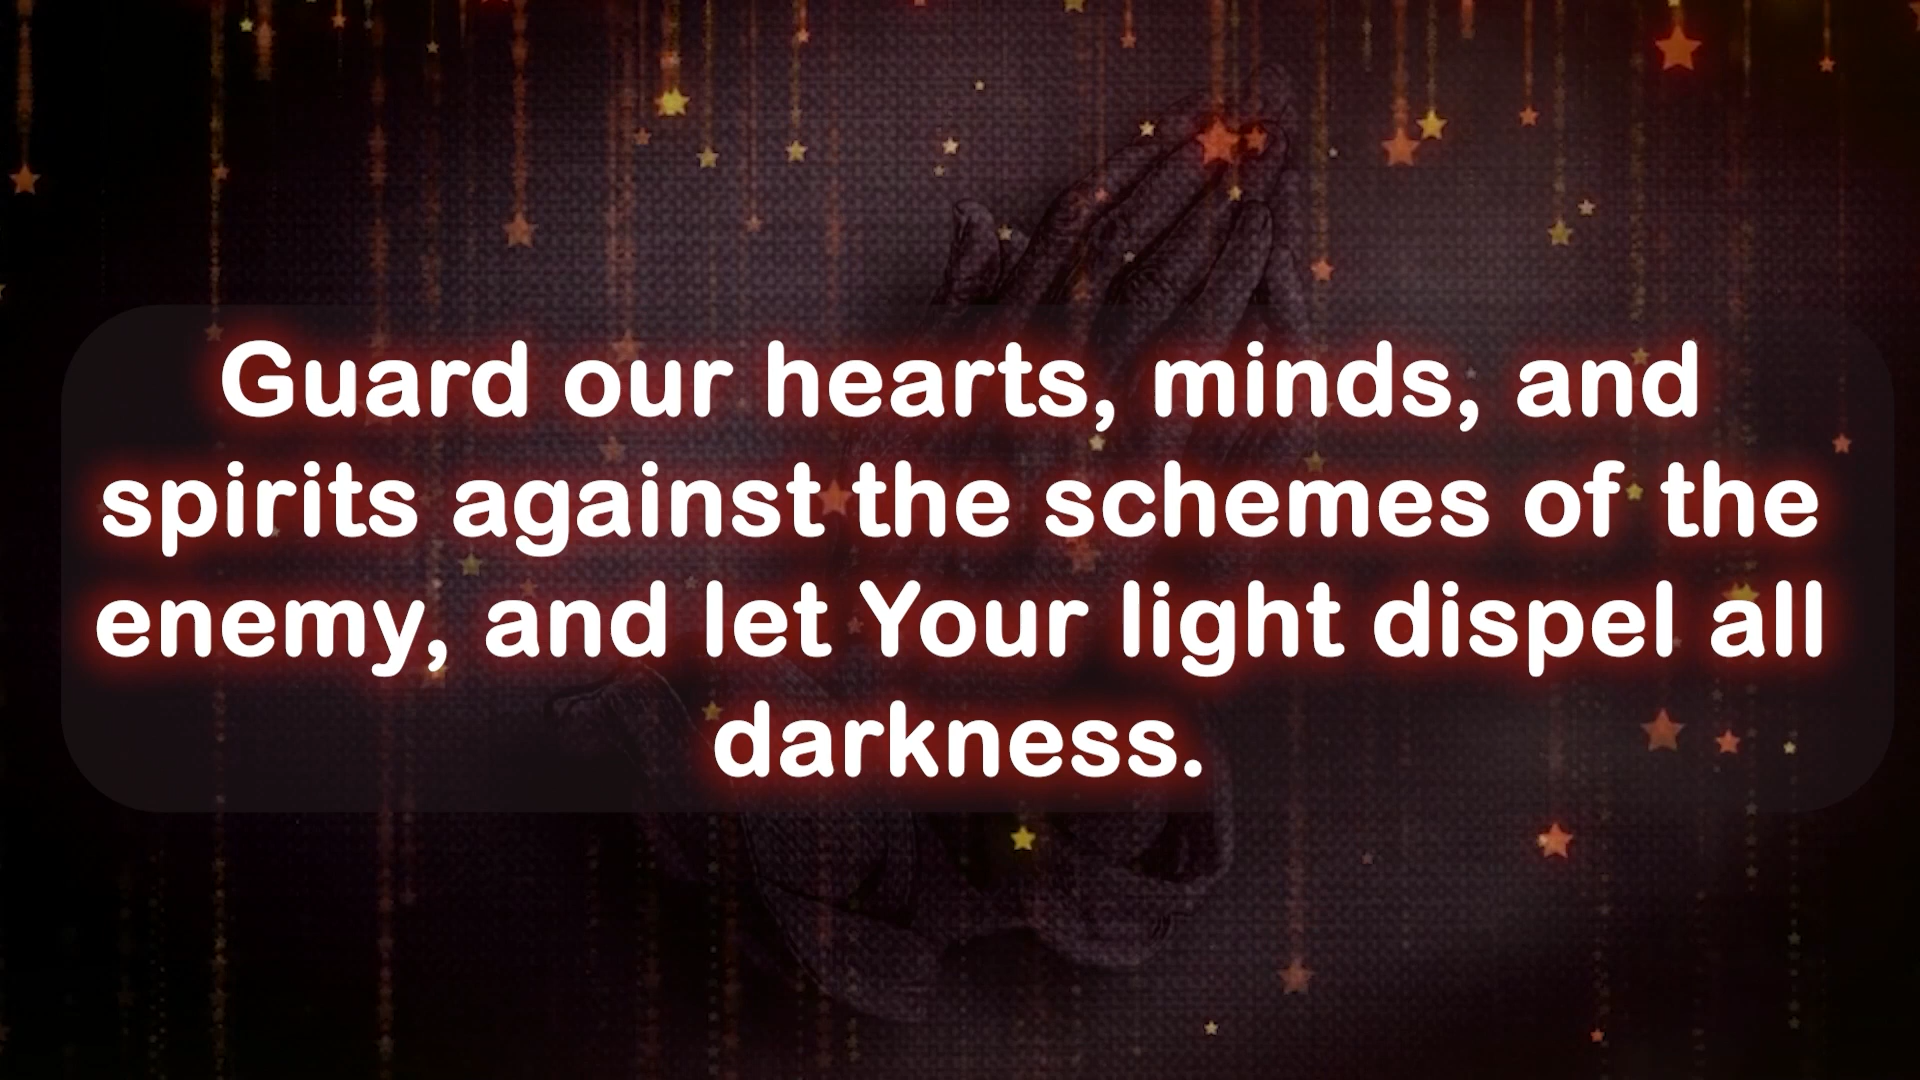 Guard our hearts, minds, and
spirits against the schemes of the
enemy, and let Your light dispel all
darkness.